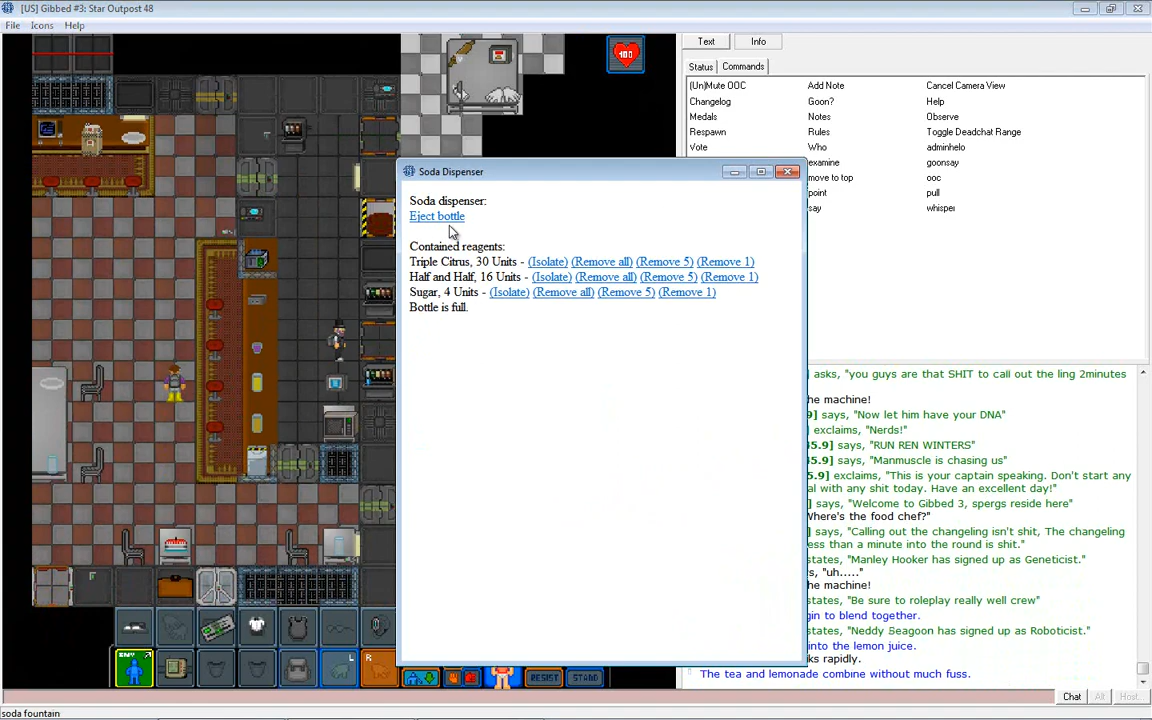 [US] Gibbed #3: Star Outpost 48
File Icons Help
100
Text Info
Status Commands
(Un)Mute OOC Add Note Cancel Camera View
Changelog Goon? Help
Medals Notes Observe
Respawn Rules Toggle Deadchat Range
Vote Who adminhelp
examine goonsay
move to top ooc
point pull
say whisper
Soda Dispenser
Soda dispenser:
Eject bottle
Contained reagents:
Triple Citrus, 30 Units - (Isolate) (Remove all) (Remove 5) (Remove 1)
Half and Half, 16 Units - (Isolate) (Remove all) (Remove 5) (Remove 1)
Sugar, 4 Units - (Isolate) (Remove all) (Remove 5) (Remove 1)
Bottle is full.
] asks, "you guys are that SHIT to call out the ling 2minutes
he machine!
9] says, "Now let him have your DNA"
] exclaims, "Nerds!"
45.9] says, "RUN REN WINTERS"
45.9] says, "Manmuscle is chasing us"
5.9] exclaims, "This is your captain speaking. Don't start any
al with any shit today. Have an excellent day!"
] says, "Welcome to Gibbed 3, spergs reside here"
Where's the food chef?"
] says, "Calling out the changeling isn't shit, The changeling
ess than a minute into the round is shit."
states, "Manley Hooker has signed up as Geneticist."
s, "uh....."
he machine!
states, "Be sure to roleplay really well crew"
gin to blend together.
states, "Neddy Seagoon has signed up as Roboticist."
into the lemon juice.
ks rapidly.
The tea and lemonade combine without much fuss.
L
R
RESIST
STAND
Chat Alt Host
soda fountain